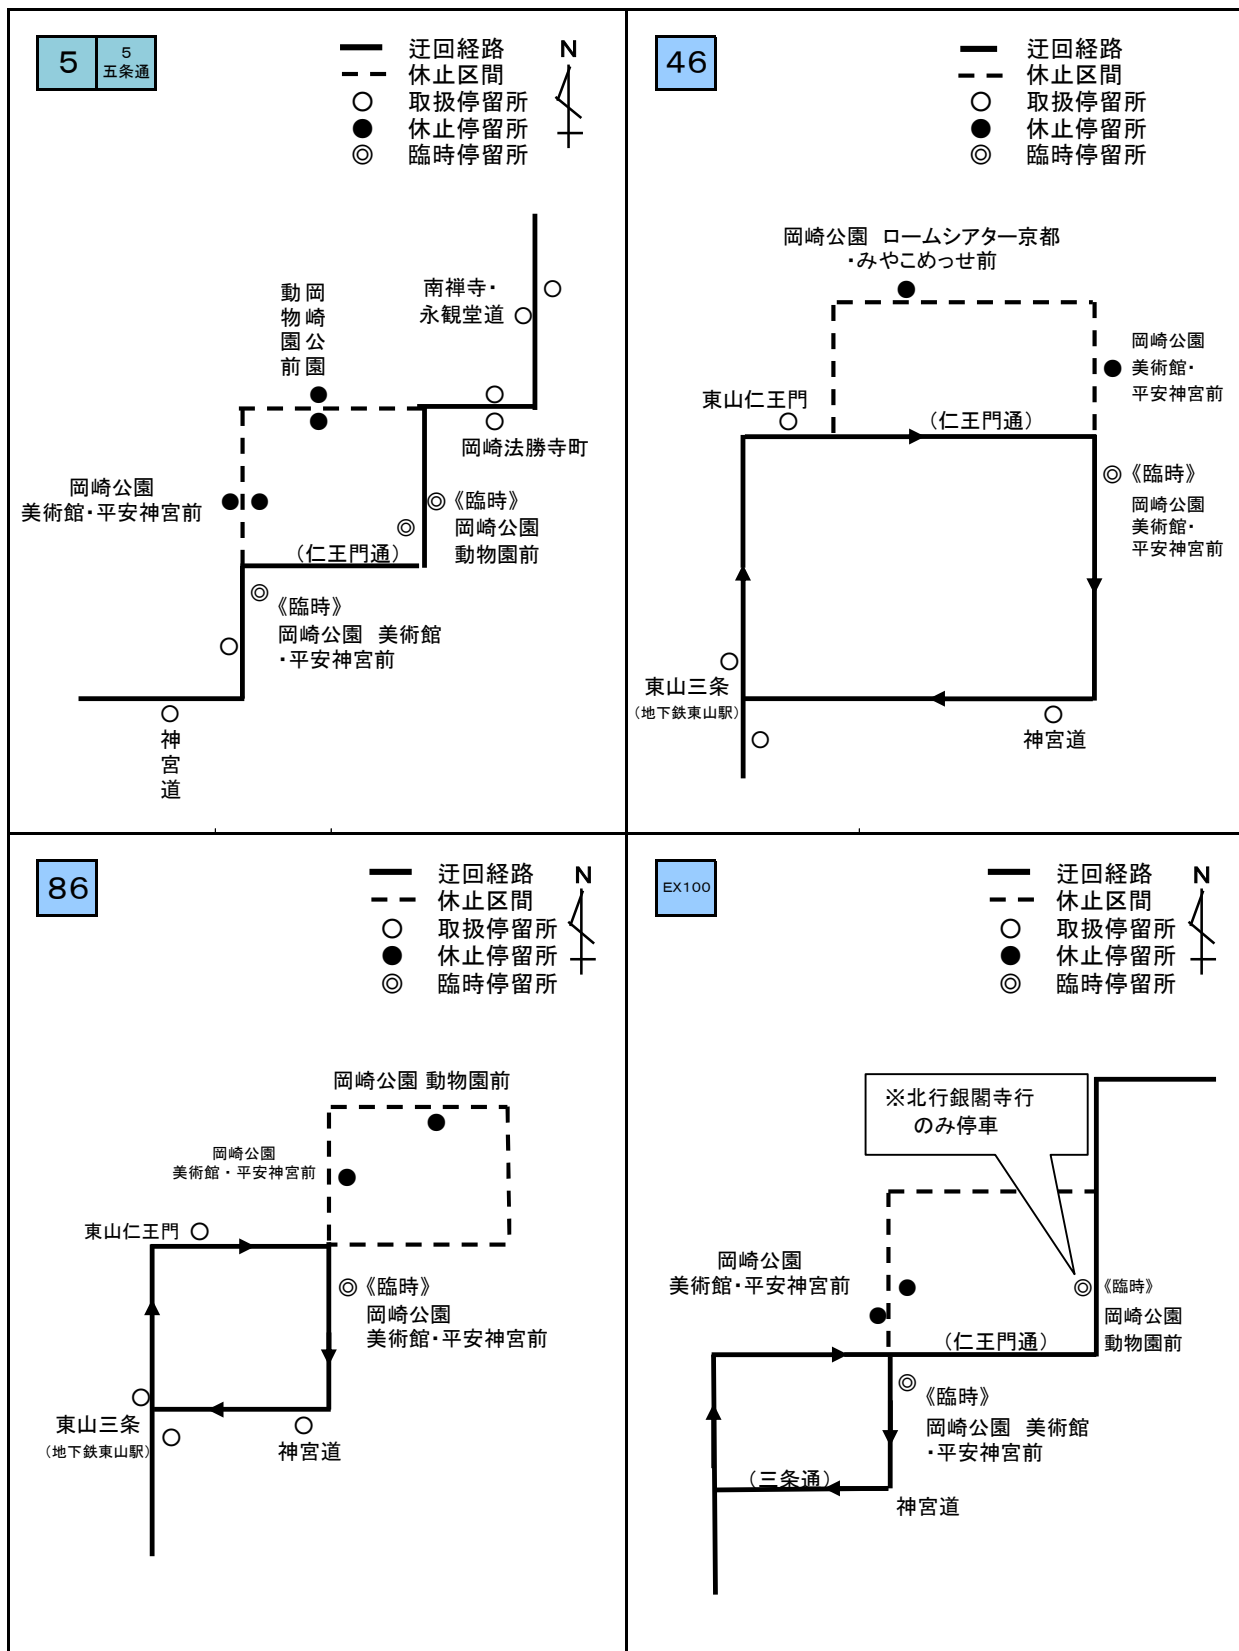 5
5
五条通
迂回経路
休止区間
取扱停留所
休止停留所
臨時停留所
N
岡崎公園
動物園前
南禅寺・
永観堂道
岡崎法勝寺町
岡崎公園
美術館・平安神宮前
《臨時》
岡崎公園
動物園前
（仁王門通）
《臨時》
岡崎公園 美術館
・平安神宮前
神宮道
46
迂回経路
休止区間
取扱停留所
休止停留所
臨時停留所
岡崎公園 ロームシアター京都
・みやこめっせ前
岡崎公園
美術館・
平安神宮前
東山仁王門
（仁王門通）
《臨時》
岡崎公園
美術館・
平安神宮前
東山三条
（地下鉄東山駅）
神宮道
86
迂回経路
休止区間
取扱停留所
休止停留所
臨時停留所
N
岡崎公園 動物園前
岡崎公園
美術館・平安神宮前
東山仁王門
《臨時》
岡崎公園
美術館・平安神宮前
東山三条
（地下鉄東山駅）
神宮道
EX100
迂回経路
休止区間
取扱停留所
休止停留所
臨時停留所
N
※北行銀閣寺行
のみ停車
岡崎公園
美術館・平安神宮前
《臨時》
岡崎公園
動物園前
（仁王門通）
《臨時》
岡崎公園 美術館
・平安神宮前
（三条通）
神宮道